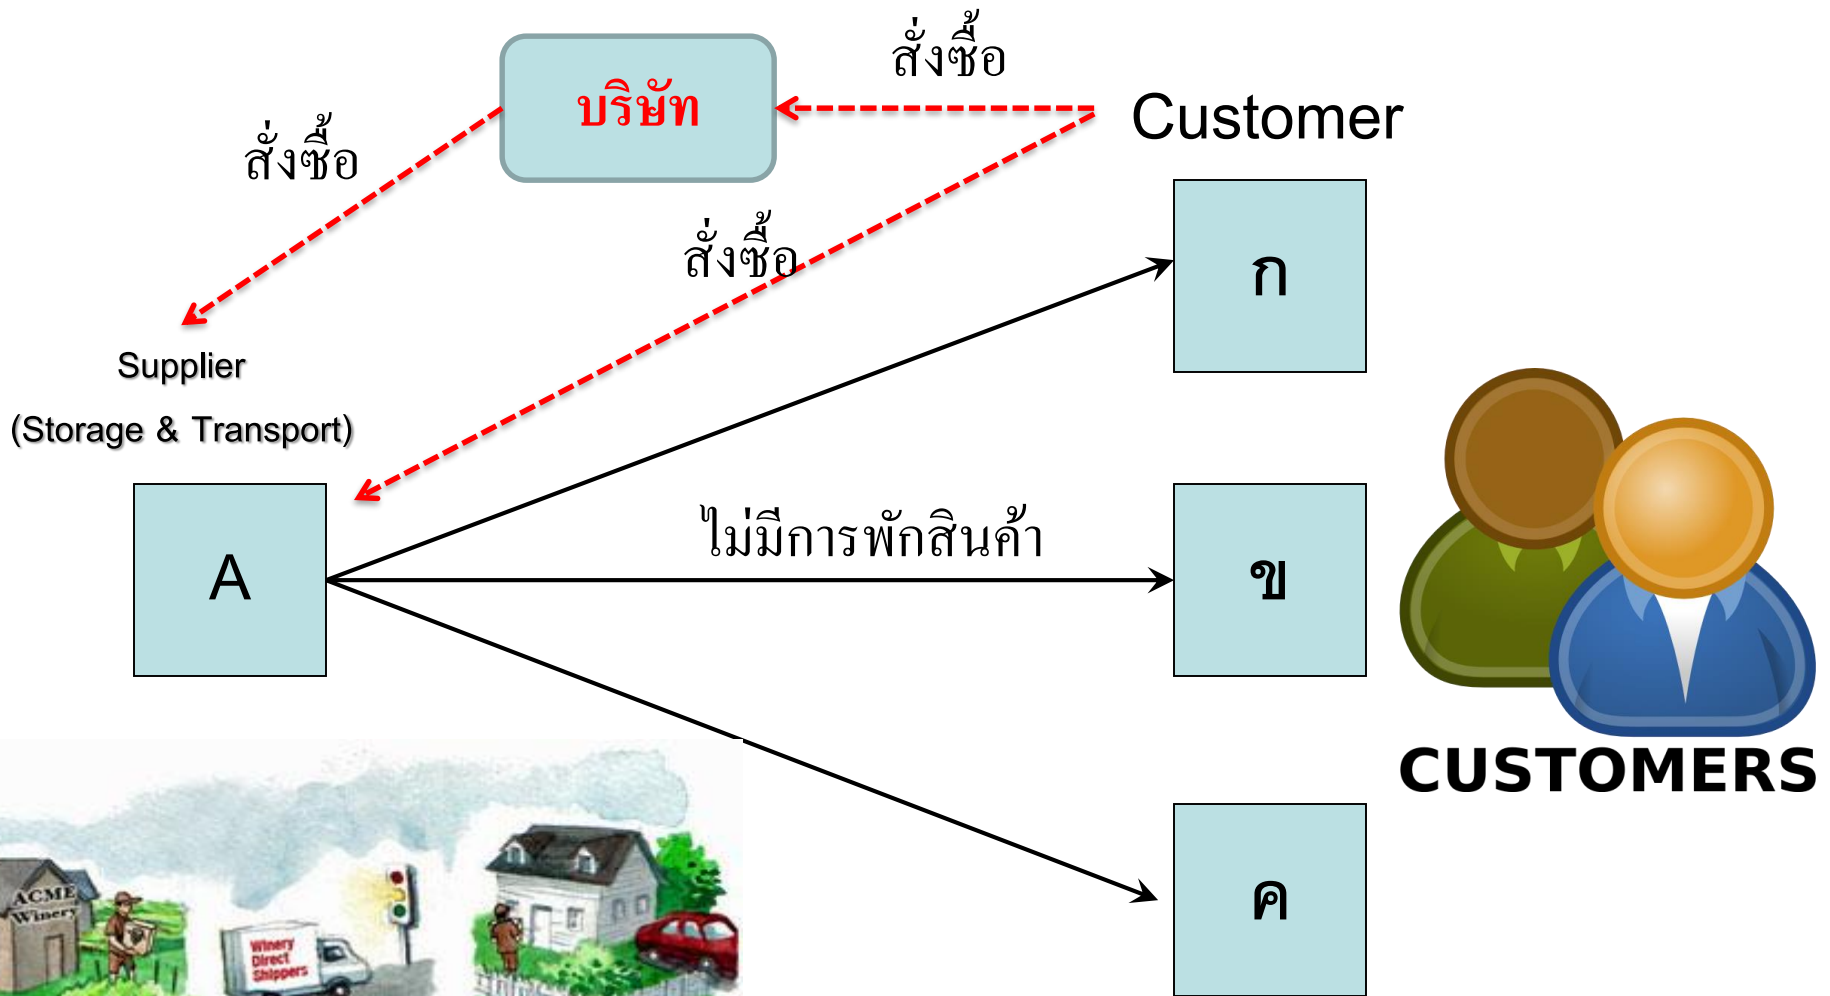 สั่งซื้อ
บริษัท
Customer
สั่งซื้อ
สั่งซื้อ
ก
Supplier
(Storage & Transport)
A
ไม่มีการพักสินค้า
ข
CUSTOMERS
ค
ACME
Winery
Winery
Direct
Shippers